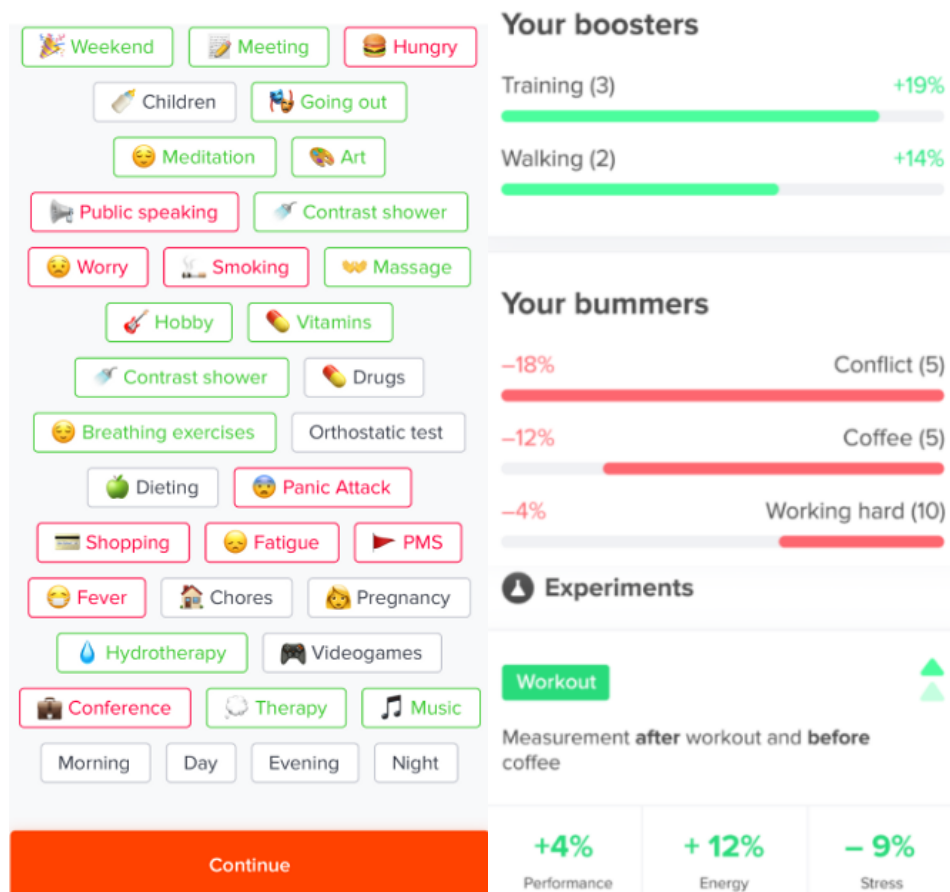 Weekend Meeting Hungry
Children Going out
Meditation Art
Public speaking Contrast shower
Worry Smoking Massage
Hobby Vitamins
Contrast shower Drugs
Breathing exercises Orthostatic test
Dieting Panic Attack
Shopping Fatigue PMS
Fever Chores Pregnancy
Hydrotherapy Videogames
Conference Therapy Music
Morning Day Evening Night
Continue
Your boosters
Training (3) +19%
Walking (2) +14%
Your bummers
–18% Conflict (5)
–12% Coffee (5)
–4% Working hard (10)
Experiments
Workout
Measurement after workout and before
coffee
+4% + 12% – 9%
Performance Energy Stress